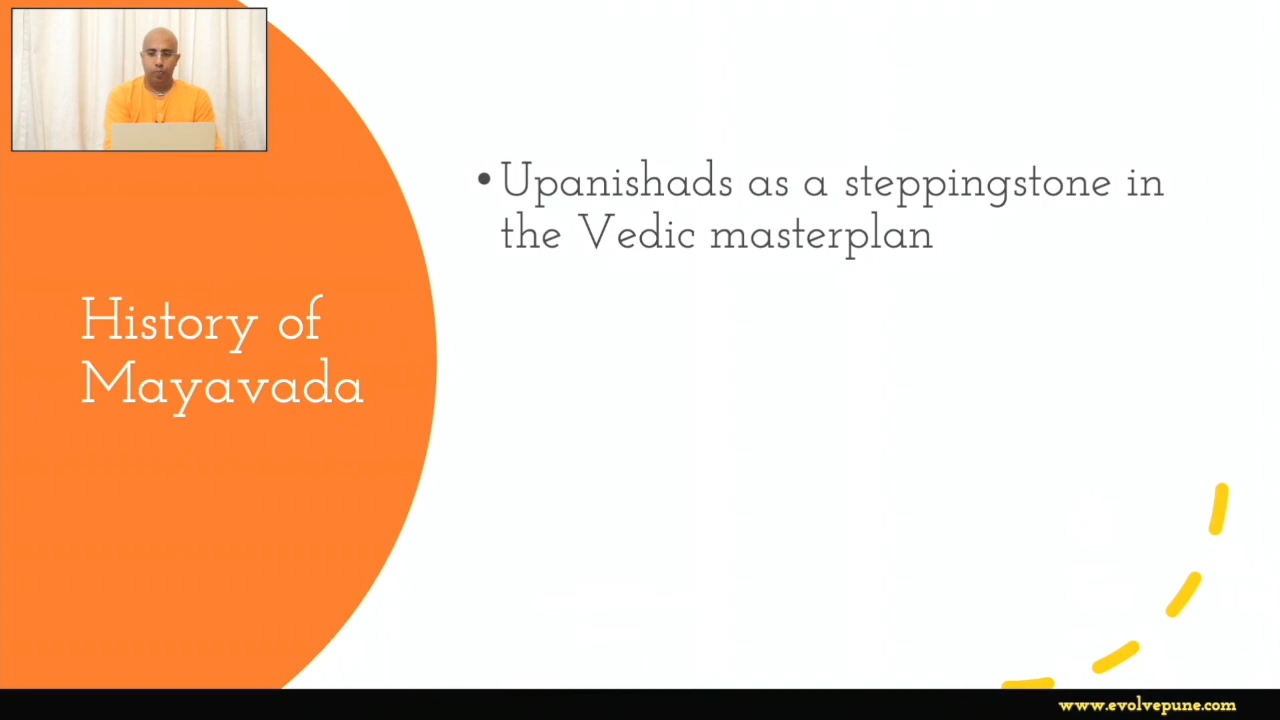 History of
Mayavada
•Upanishads as a steppingstone in
the Vedic masterplan
www.evolvepune.com